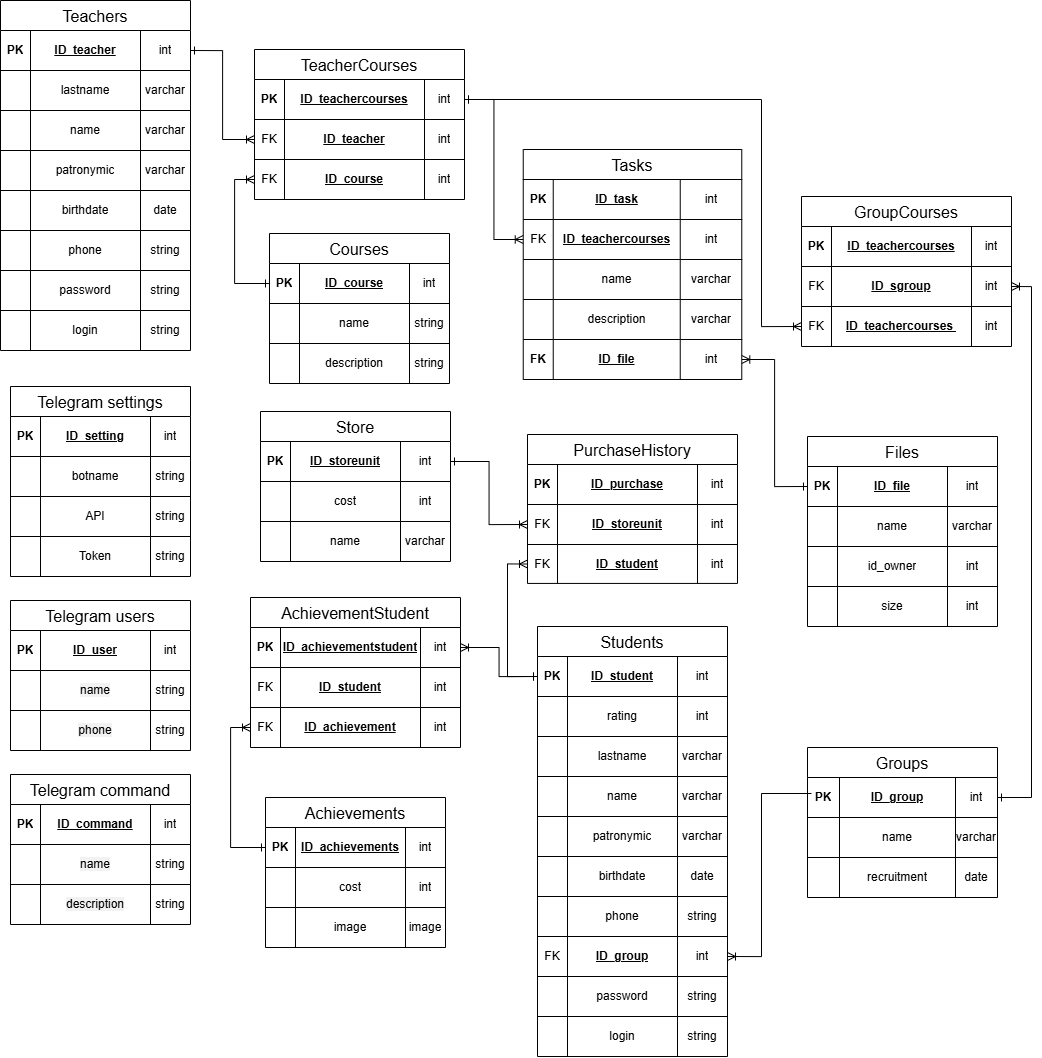 Teachers
PK ID_teacher int
lastname varchar
name varchar
patronymic varchar
birthdate date
phone string
password string
login string
TeacherCourses
PK ID_teachercourses int
FK ID_teacher int
FK ID_course int
Courses
PK ID_course int
name string
description string
Tasks
PK ID_task int
FK ID_teachercourses int
name varchar
description varchar
FK ID_file int
GroupCourses
PK ID_teachercourses int
FK ID_sgroup int
FK ID_teachercourses int
Telegram settings
PK ID_setting int
botname string
API string
Token string
Store
PK ID_storeunit int
cost int
name varchar
PurchaseHistory
PK ID_purchase int
FK ID_storeunit int
FK ID_student int
Files
PK ID_file int
name varchar
id_owner int
size int
Telegram users
PK ID_user int
name string
phone string
AchievementStudent
PK ID_achievementstudent int
FK ID_student int
FK ID_achievement int
Students
PK ID_student int
rating int
lastname varchar
name varchar
patronymic varchar
birthdate date
phone string
FK ID_group int
password string
login string
Groups
PK ID_group int
name varchar
recruitment date
Telegram command
PK ID_command int
name string
description string
Achievements
PK ID_achievements int
cost int
image image